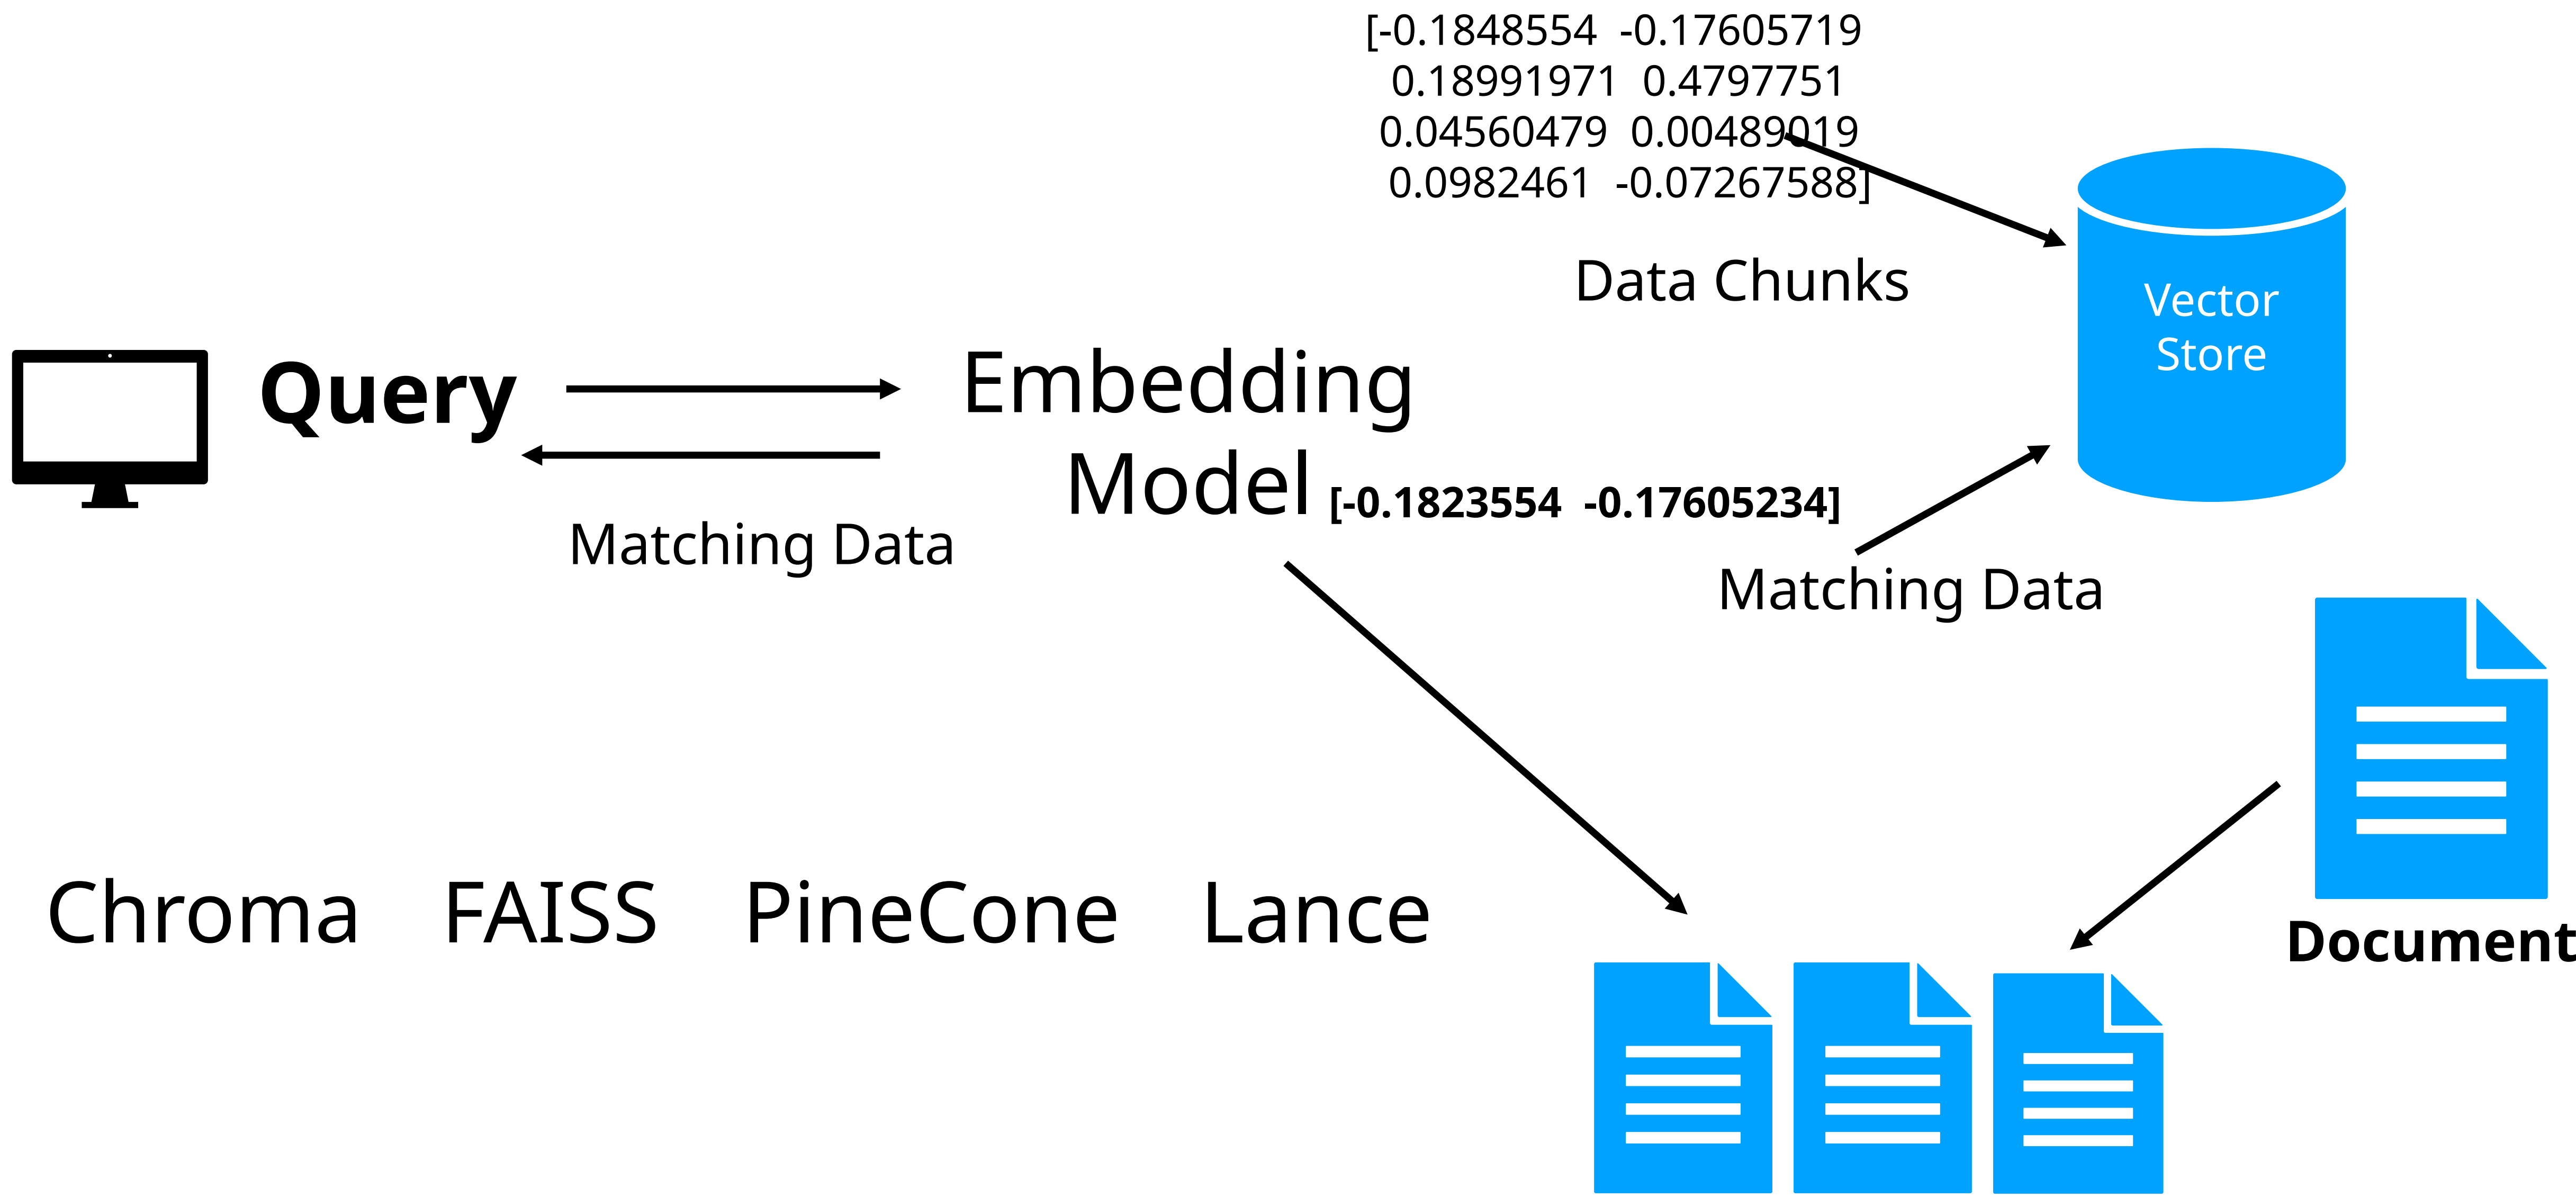 [-0.1848554 -0.17605719
0.18991971 0.4797751
0.04560479 0.00489019
0.0982461 -0.07267588]
Data Chunks
Vector
Store
Query
Embedding
Model
[-0.1823554 -0.17605234]
Matching Data
Matching Data
Chroma FAISS PineCone Lance
Document